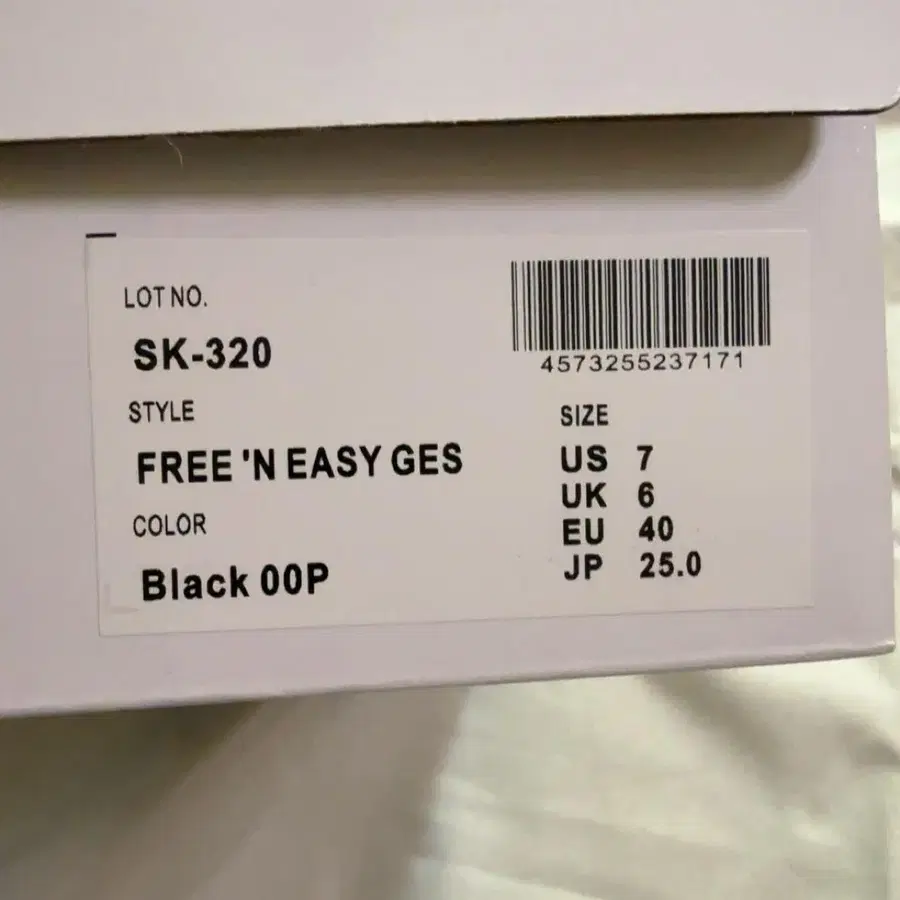 LOT NO.
SK-320
STYLE
FREE 'N EASY GES
COLOR
Black 00P
4573255237171
SIZE
US 7
UK 6
EU 40
JP 25.0